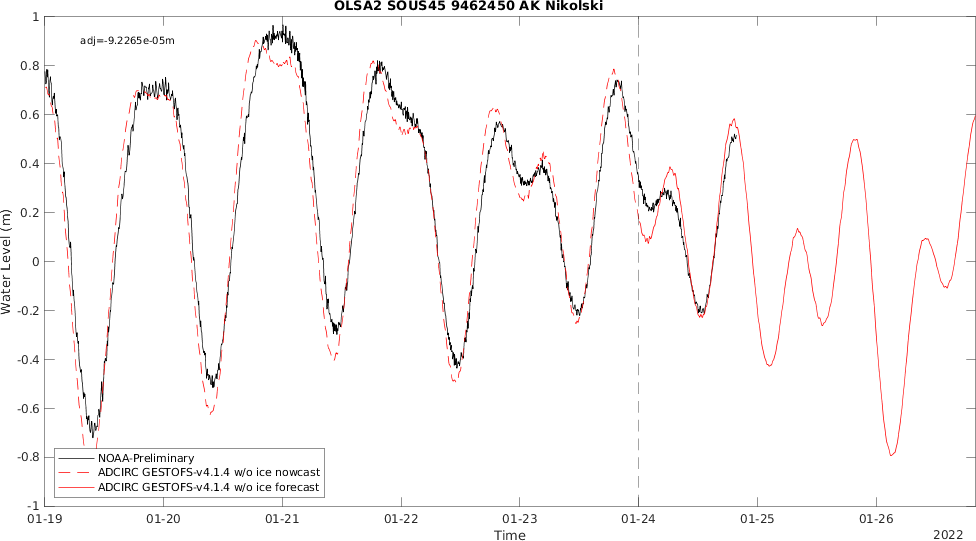 OLSA2 SOUS45 9462450 AK Nikolski
adj=-9.2265e-05m
Water Level (m)
1
0.8
0.6
0.4
0.2
0
-0.2
-0.4
-0.6
-0.8
-1
NOAA-Preliminary
ADCIRC GESTOFS-v4.1.4 w/o ice nowcast
ADCIRC GESTOFS-v4.1.4 w/o ice forecast
01-19 01-20 01-21 01-22 01-23 01-24 01-25 01-26
Time
2022